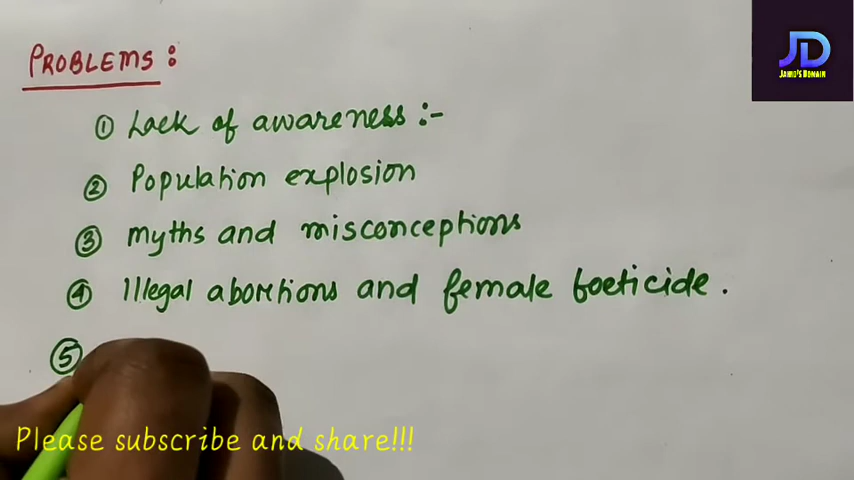 JD
JAHID'S DOMAIN
PROBLEMS :
① Lack of awareness :-
② Population explosion
③ Myths and misconceptions
④ Illegal abortions and female foeticide .
⑤
Please subscribe and share!!!